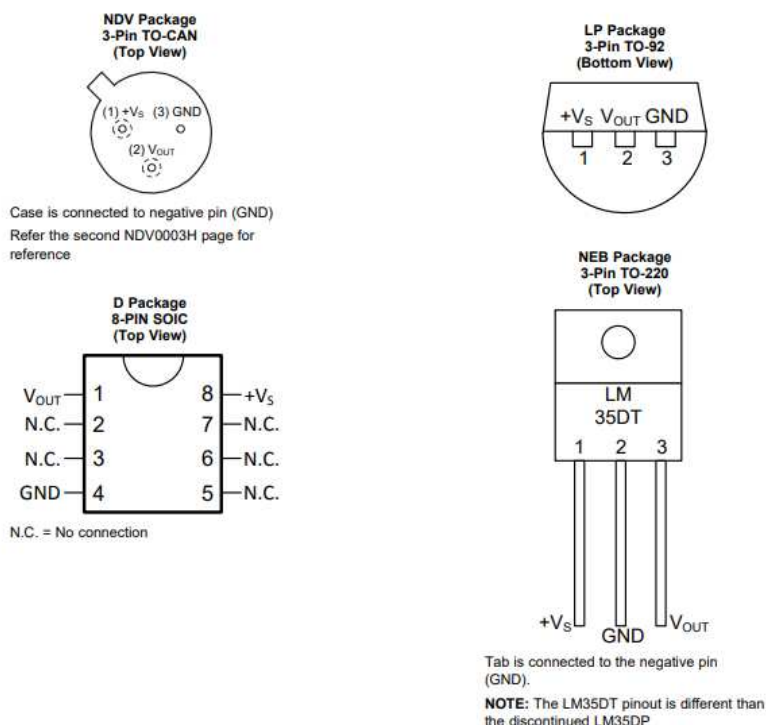 NDV Package
3-Pin TO-CAN
(Top View)
(1) +VS (3) GND
(2) VOUT
Case is connected to negative pin (GND)
Refer the second NDV0003H page for
reference
D Package
8-PIN SOIC
(Top View)
VOUT 1 8 +VS
N.C. 2 7 N.C.
N.C. 3 6 N.C.
GND 4 5 N.C.
N.C. = No connection
LP Package
3-Pin TO-92
(Bottom View)
+VS VOUT GND
1 2 3
NEB Package
3-Pin TO-220
(Top View)
LM
35DT
1 2 3
+VS GND VOUT
Tab is connected to the negative pin
(GND).
NOTE: The LM35DT pinout is different than
the discontinued LM35DP